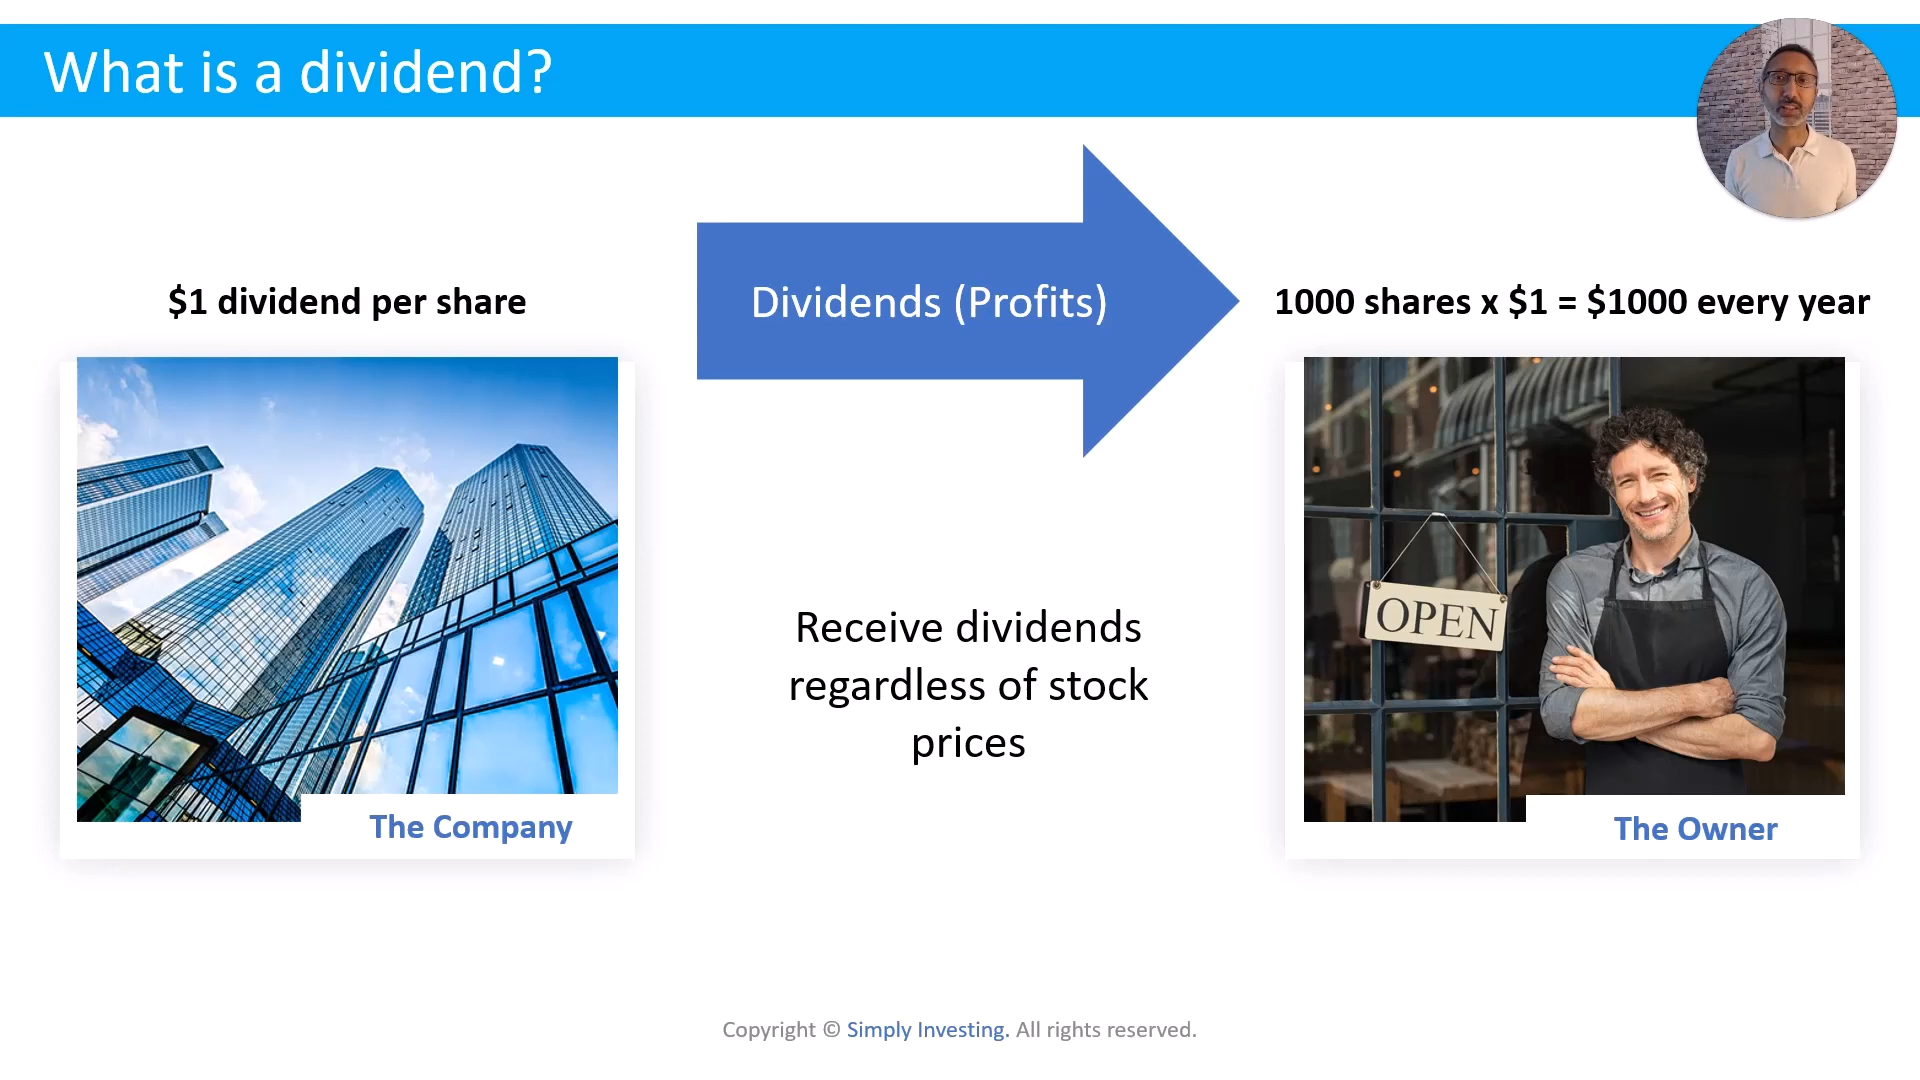 What is a dividend?
$1 dividend per share
Dividends (Profits)
1000 shares x $1 = $1000 every year
OPEN
Receive dividends
regardless of stock
prices
The Company
The Owner
Copyright © Simply Investing. All rights reserved.